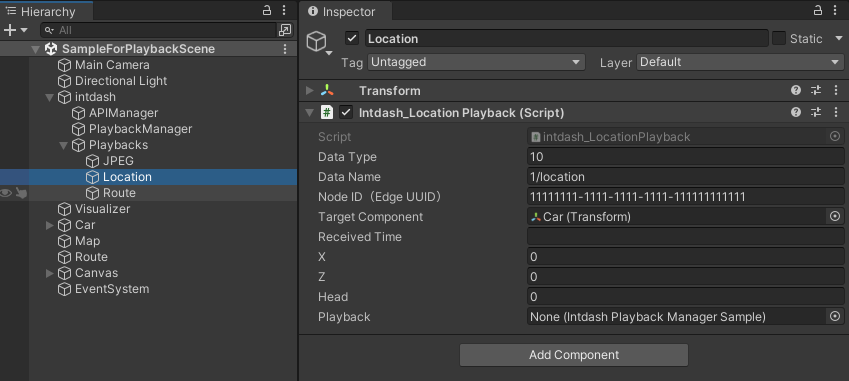 Hierarchy
All
SampleForPlaybackScene
Main Camera
Directional Light
intdash
APIManager
PlaybackManager
Playbacks
JPEG
Location
Route
Visualizer
Car
Map
Route
Canvas
EventSystem
Inspector
Location
Static
Tag Untagged Layer Default
Transform
# Intdash_Location Playback (Script)
Script # intdash_LocationPlayback
Data Type 10
Data Name 1/location
Node ID（Edge UUID） 11111111-1111-1111-1111-111111111111
Target Component Car (Transform)
Received Time
X 0
Z 0
Head 0
Playback None (Intdash Playback Manager Sample)
Add Component